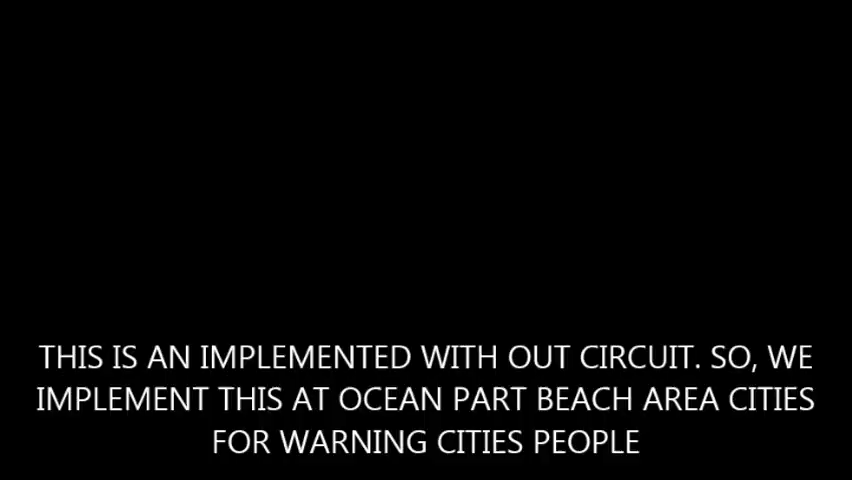 THIS IS AN IMPLEMENTED WITH OUT CIRCUIT. SO, WE
IMPLEMENT THIS AT OCEAN PART BEACH AREA CITIES
FOR WARNING CITIES PEOPLE